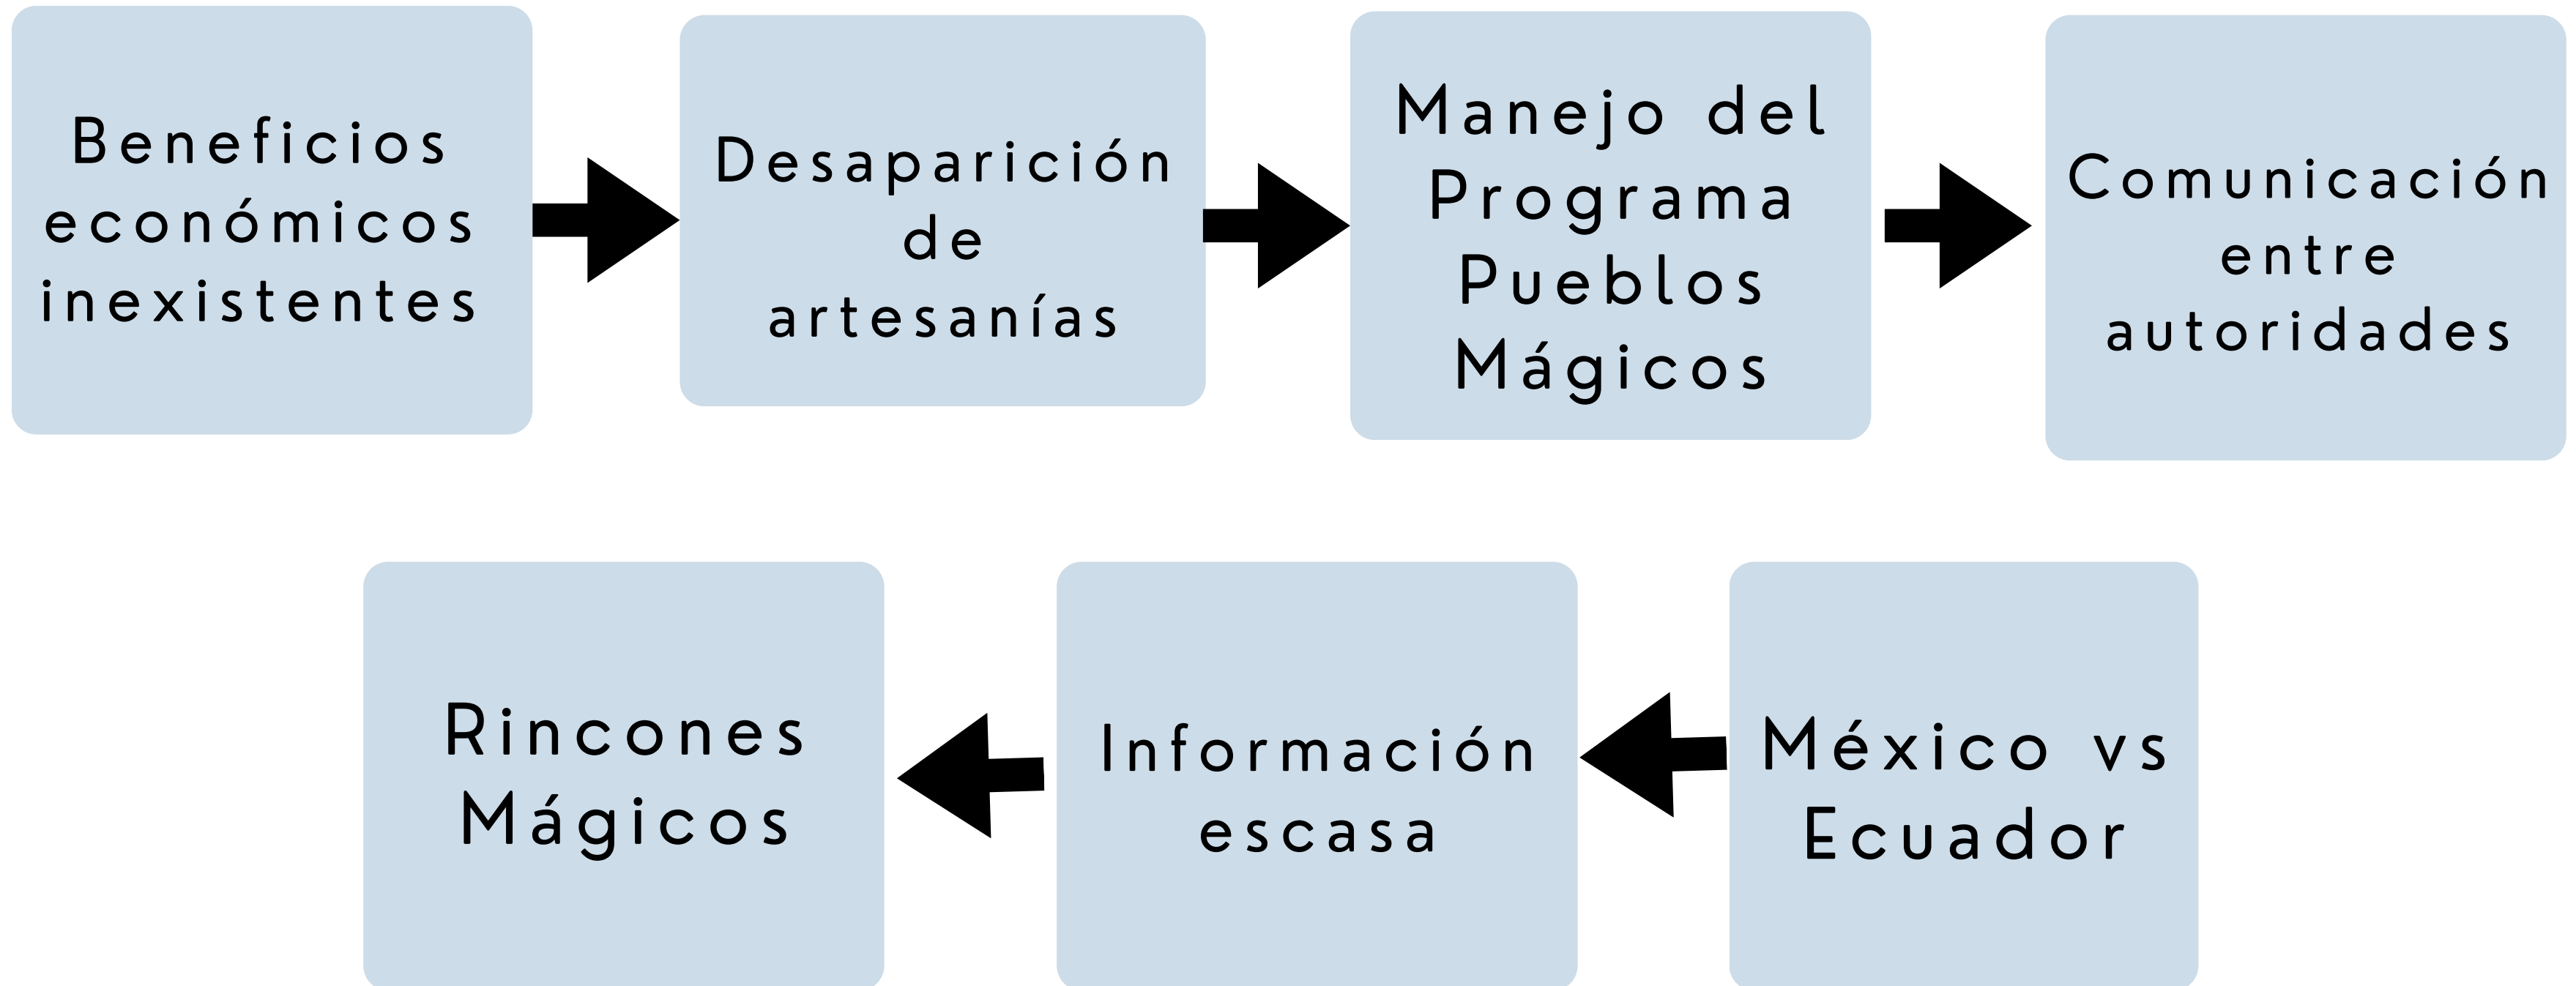 Beneficios
económicos
inexistentes
Desaparición
de
artesanías
Manejo del
Programa
Pueblos
Mágicos
Comunicación
entre
autoridades
México vs
Ecuador
Información
escasa
Rincones
Mágicos